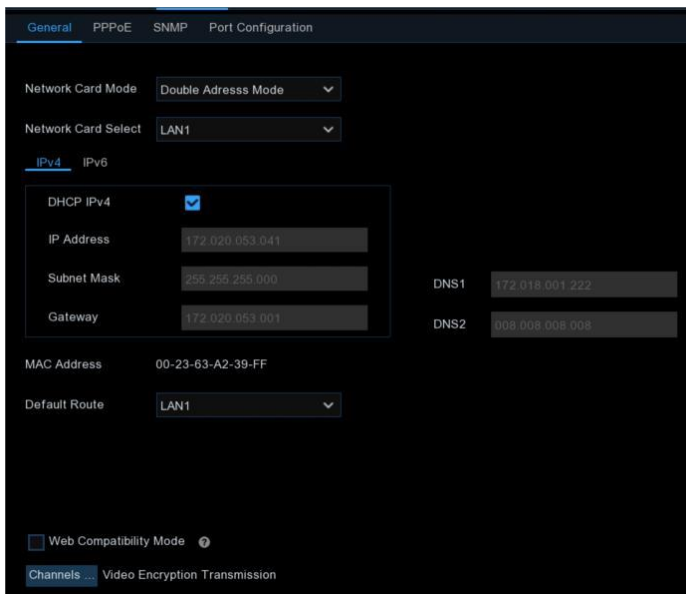 General PPPoE SNMP Port Configuration
Network Card Mode Double Adresss Mode
Network Card Select LAN1
IPv4 IPv6
DHCP IPv4
IP Address 172.020.053.041
Subnet Mask 255.255.255.000
DNS1 172.018.001.222
Gateway 172.020.053.001
DNS2 008.008.008.008
MAC Address 00-23-63-A2-39-FF
Default Route LAN1
Web Compatibility Mode ?
Channels ... Video Encryption Transmission